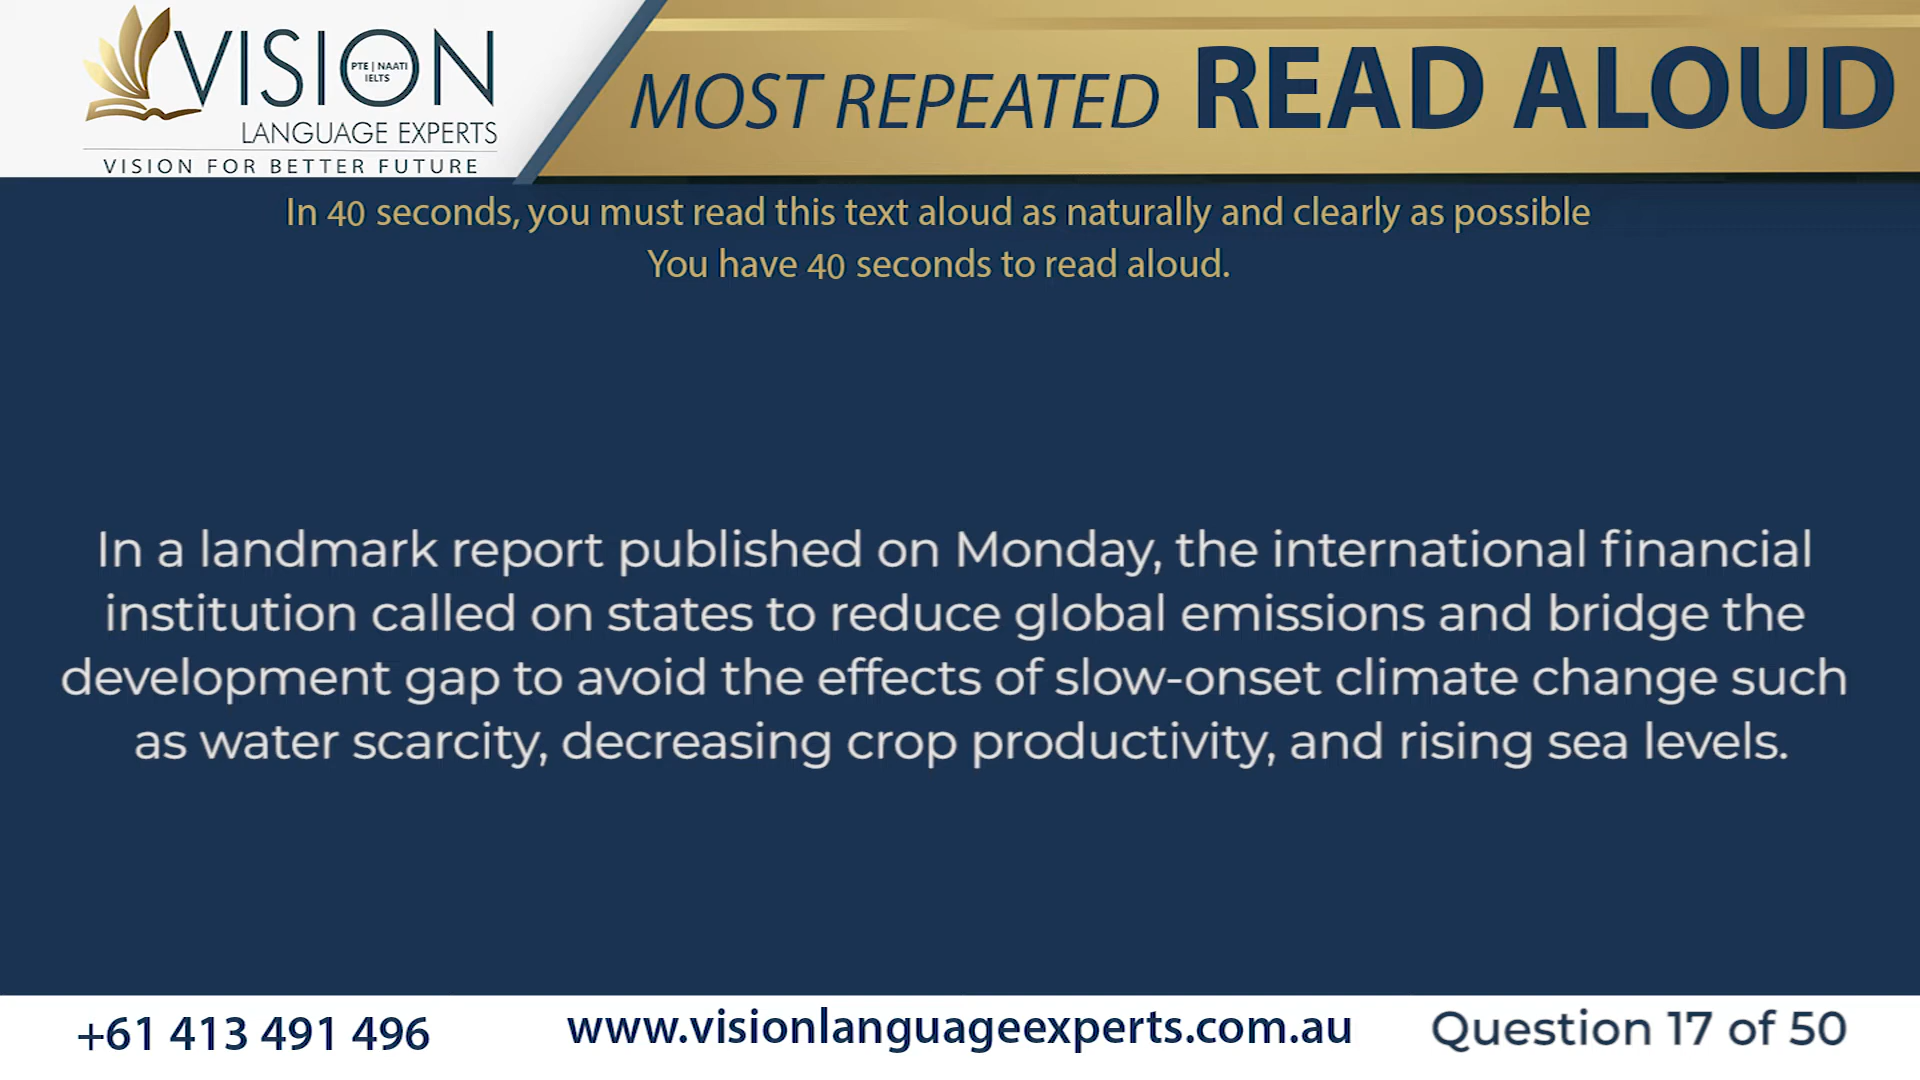 VISION
PTE | NAATI
IELTS
LANGUAGE EXPERTS
VISION FOR BETTER FUTURE
MOST REPEATED READ ALOUD
In 40 seconds, you must read this text aloud as naturally and clearly as possible
You have 40 seconds to read aloud.
In a landmark report published on Monday, the international financial
institution called on states to reduce global emissions and bridge the
development gap to avoid the effects of slow-onset climate change such
as water scarcity, decreasing crop productivity, and rising sea levels.
+61 413 491 496
www.visionlanguageexperts.com.au
Question 17 of 50